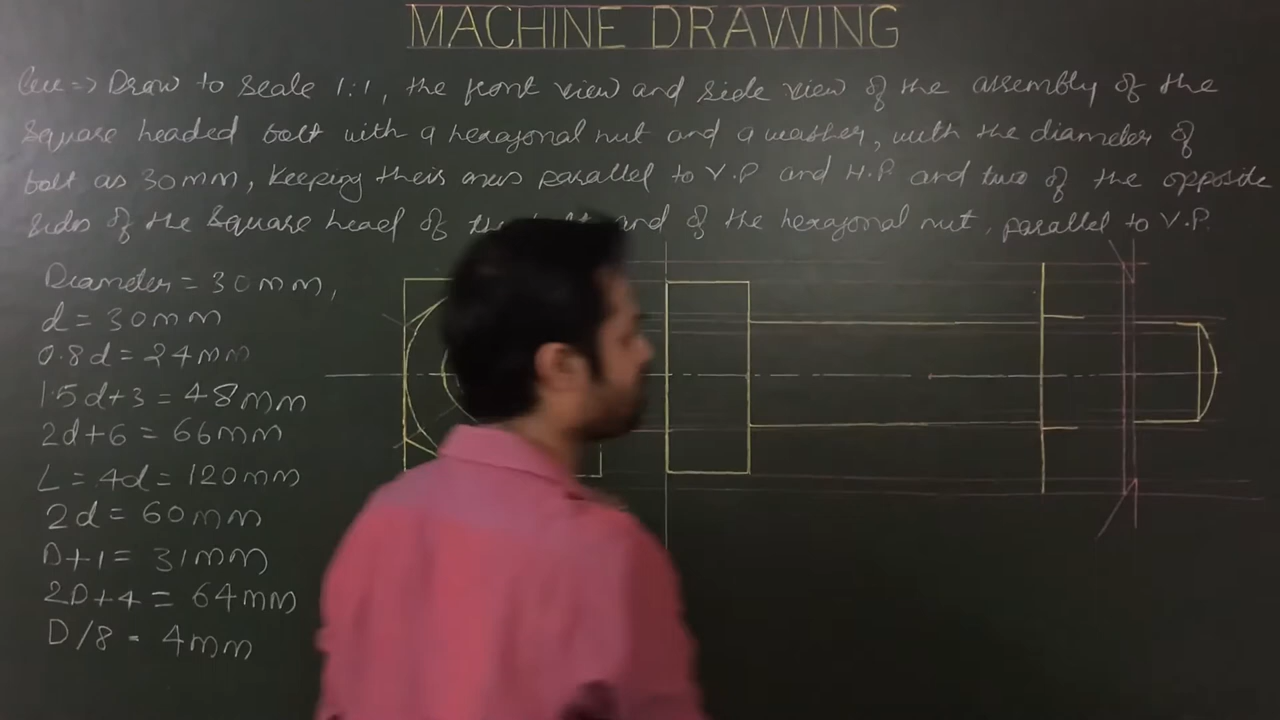 MACHINE DRAWING
Draw to scale 1:1, the front view and side view of the assembly of the
square headed bolt with a hexagonal nut and a washer, with the diameter of
bolt as 30MM, keeping their axes parallel to V.P and H.P and two of the opposite
sides of the square head of and of the hexagonal nut, parallel to V.P.
Diameter = 30mm,
d = 30mm
0.8d = 24mm
1.5d+3 = 48mm
2d+6 = 66mm
L = 4d = 120mm
2d = 60mm
D+1 = 31mm
2D+4 = 64mm
D/8 = 4mm